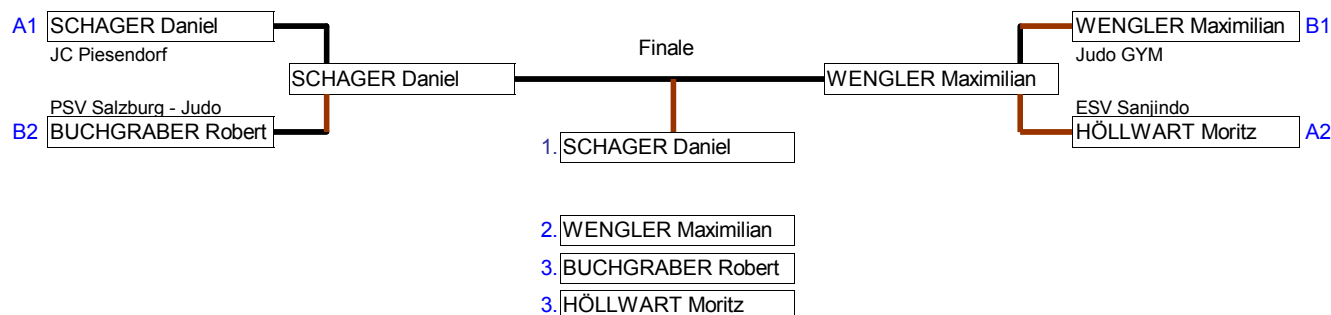 A1 SCHAGER Daniel
JC Piesendorf
SCHAGER Daniel
PSV Salzburg - Judo
B2 BUCHGRABER Robert
Finale
WENGLER Maximilian B1
Judo GYM
WENGLER Maximilian
ESV Sanjindo
HÖLLWART Moritz A2
1. SCHAGER Daniel
2. WENGLER Maximilian
3. BUCHGRABER Robert
3. HÖLLWART Moritz